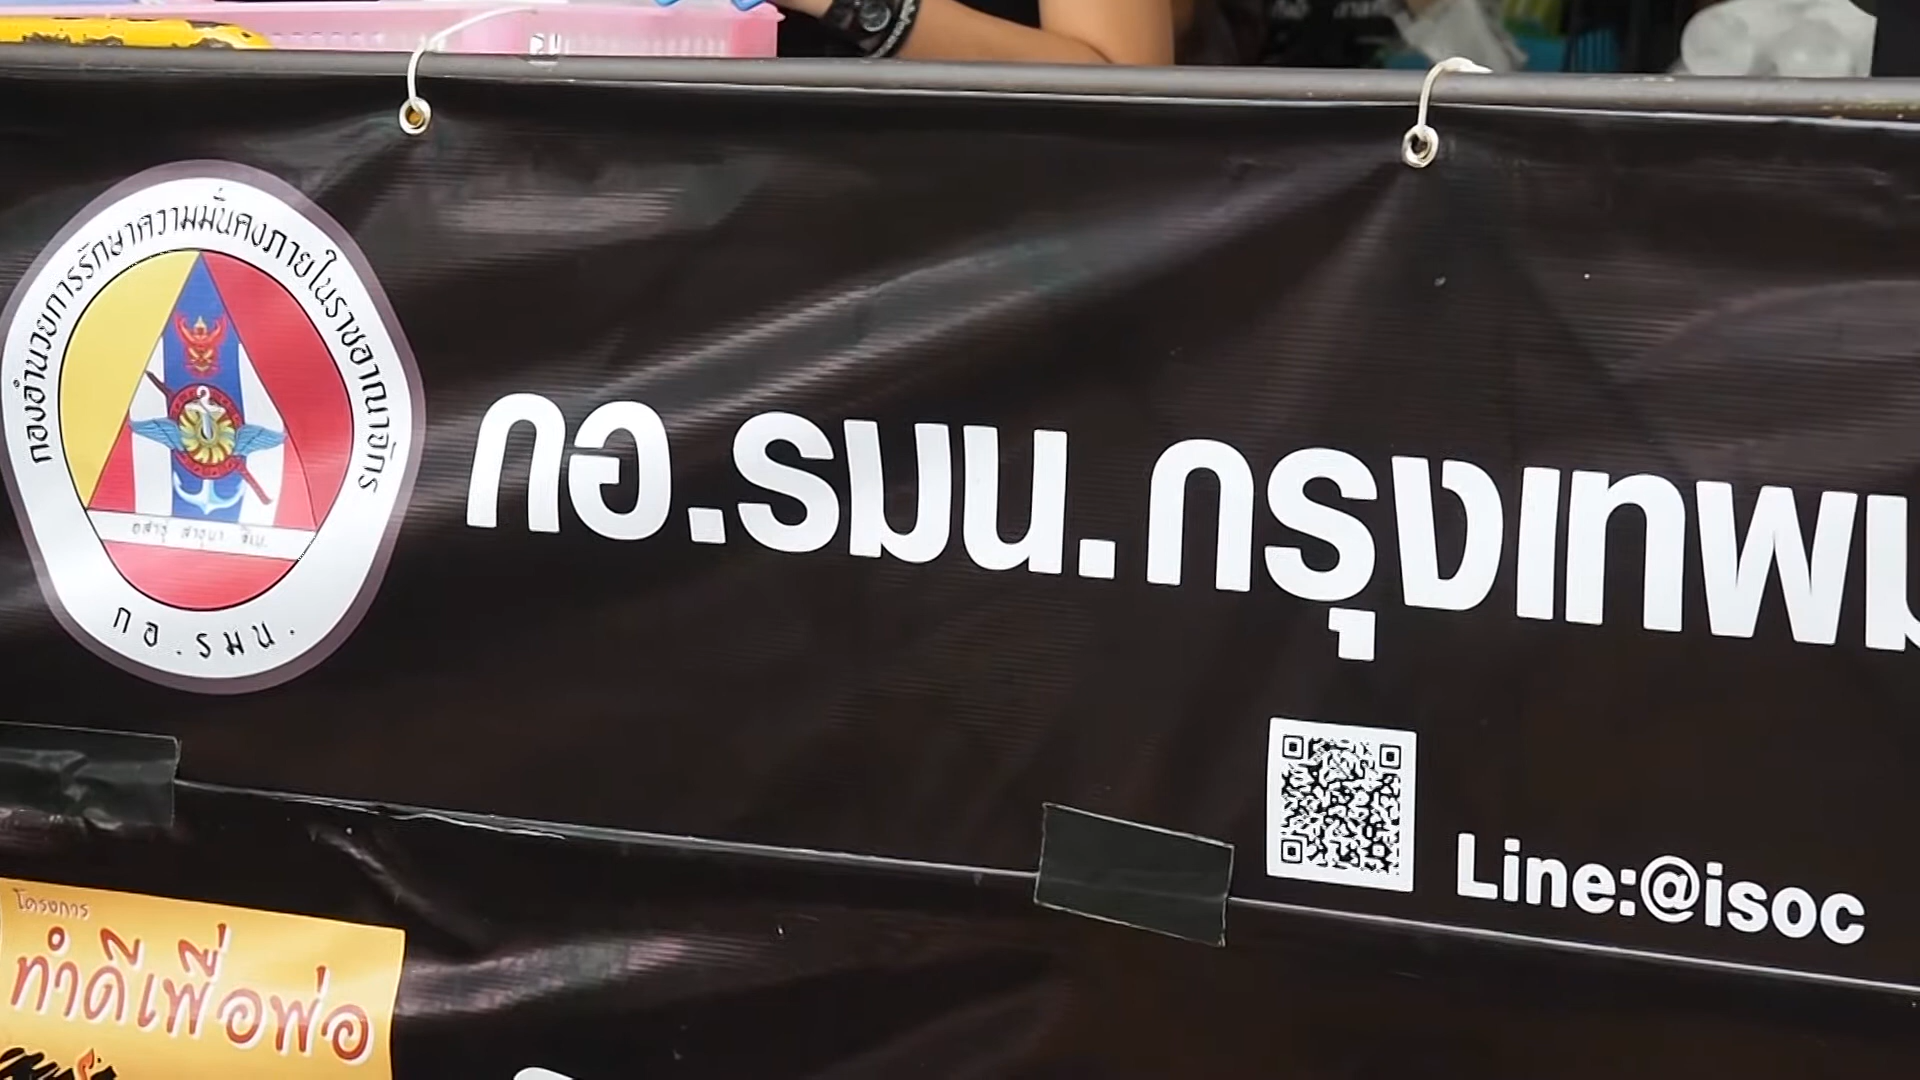 กองอำนวยการรักษาความมั่นคงภายในราชอาณาจักร
กอ.รมน.
กอ.รมน.กรุงเทพม
Line:@isoc
โครงการ
ทำดีเพื่อพ่อ